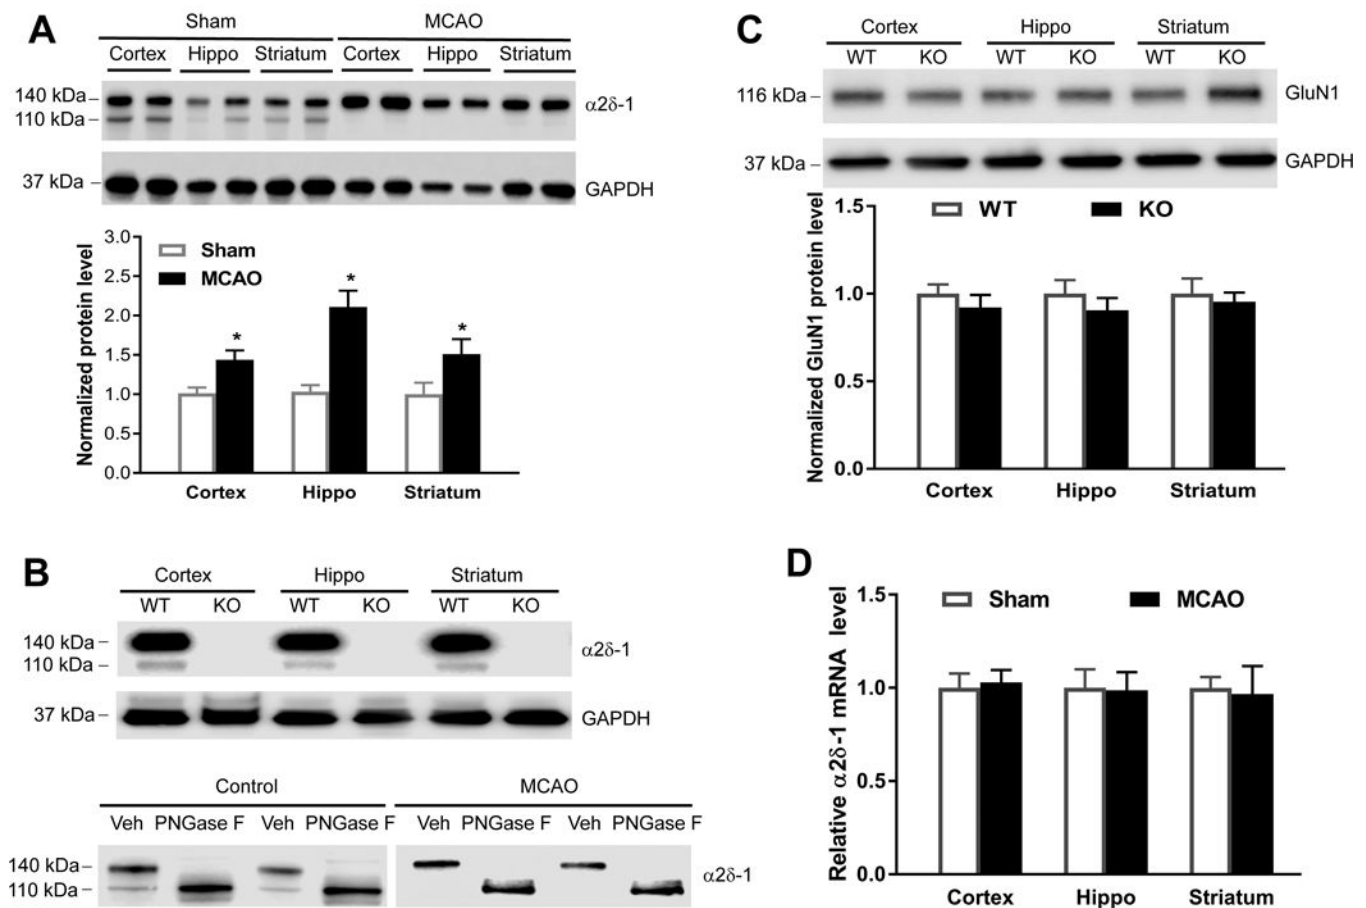 A
Sham MCAO
Cortex Hippo Striatum Cortex Hippo Striatum
140 kDa
110 kDa
α2δ-1
37 kDa
GAPDH
Normalized protein level
3.0
2.5
2.0
1.5
1.0
0.5
0.0
Sham
MCAO
* * *
Cortex Hippo Striatum
B
Cortex Hippo Striatum
WT KO WT KO WT KO
140 kDa
110 kDa
α2δ-1
37 kDa
GAPDH
Control MCAO
Veh PNGase F Veh PNGase F Veh PNGase F Veh PNGase F
140 kDa
110 kDa
α2δ-1
C
Cortex Hippo Striatum
WT KO WT KO WT KO
116 kDa
GluN1
37 kDa
GAPDH
Normalized GluN1 protein level
1.5
1.0
0.5
0.0
WT KO
Cortex Hippo Striatum
D
Relative α2δ-1 mRNA level
1.5
1.0
0.5
0.0
Sham MCAO
Cortex Hippo Striatum